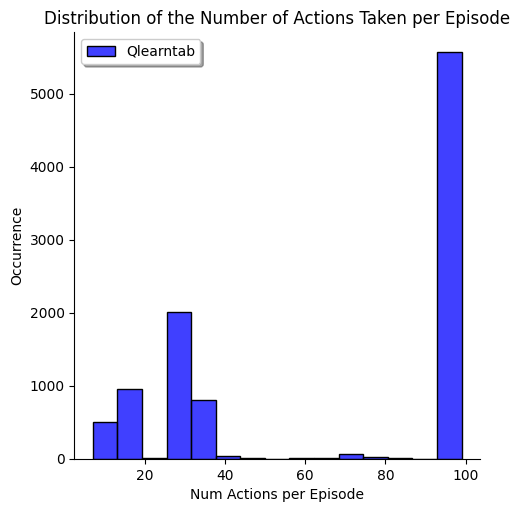 Distribution of the Number of Actions Taken per Episode
Qlearntab
Occurrence
5000
4000
3000
2000
1000
0
20 40 60 80 100
Num Actions per Episode